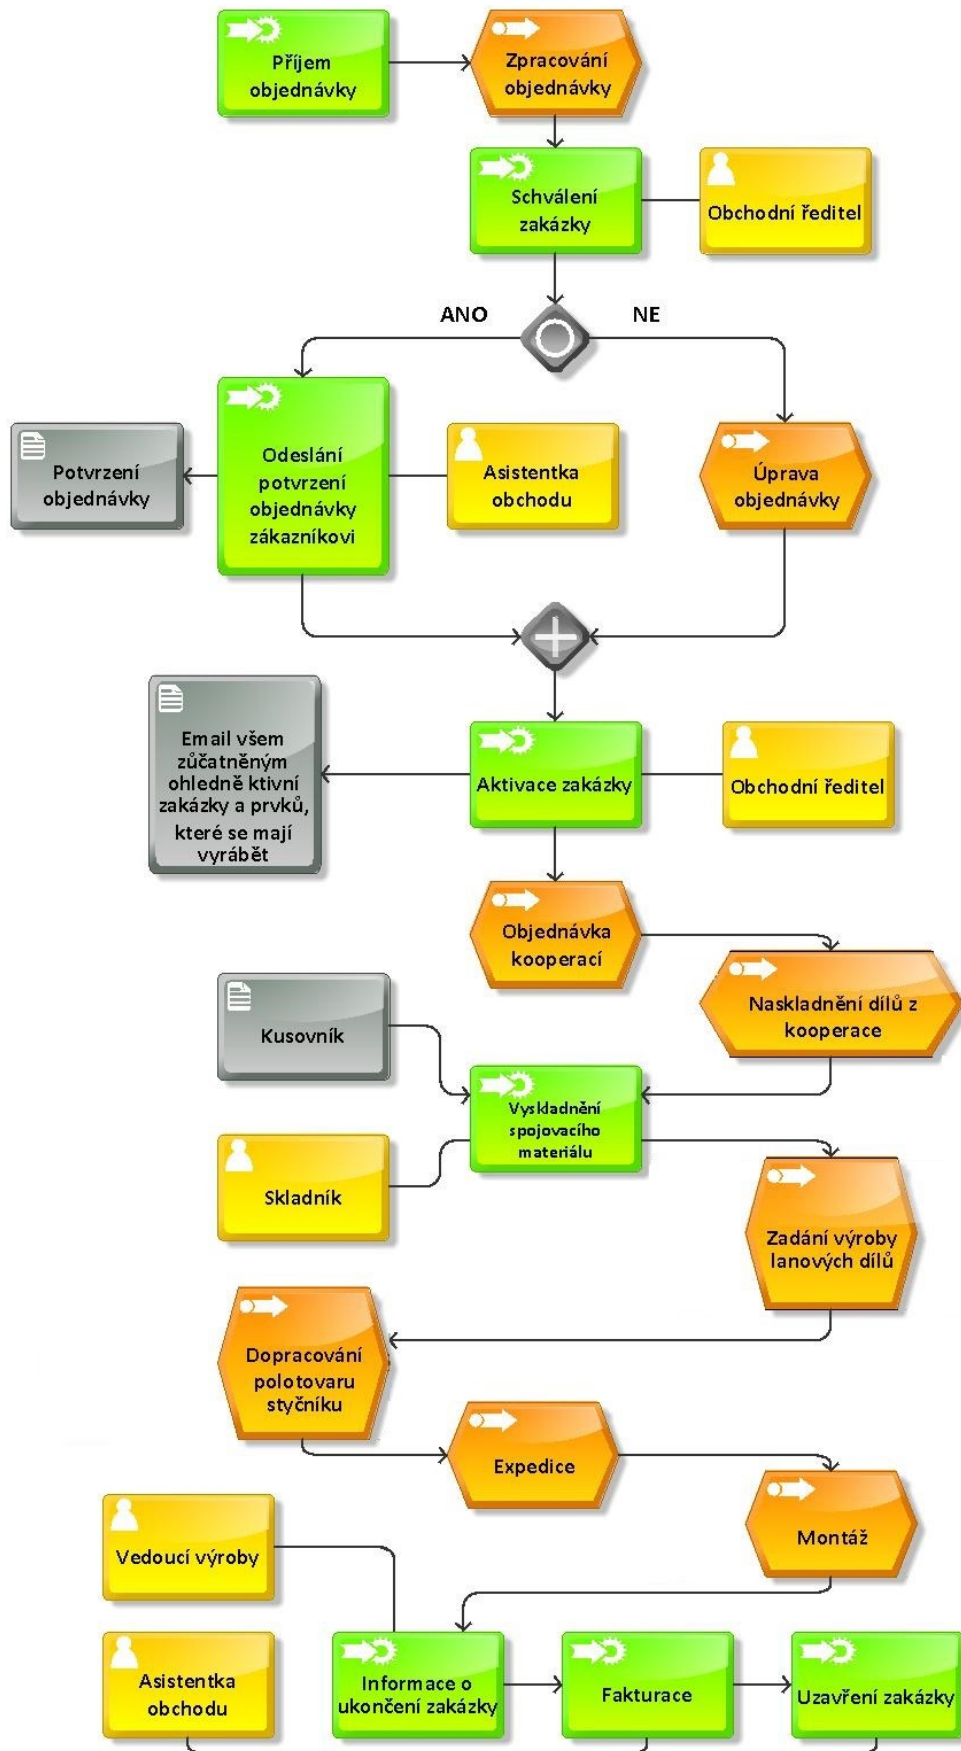 Příjem
objednávky
Zpracování
objednávky
Schválení
zakázky
Obchodní ředitel
ANO
NE
Potvrzení
objednávky
Odeslání
potvrzení
objednávky
zákazníkovi
Asistentka
obchodu
Úprava
objednávky
Email všem
zůčatněným
ohledně ktivní
zakázky a prvků,
které se mají
vyrábět
Aktivace zakázky
Obchodní ředitel
Objednávka
kooperací
Naskladnění dílů z
kooperace
Kusovník
Vyskladnění
spojovacího
materiálu
Skladník
Zadání výroby
lanových dílů
Dopracování
polotovaru
styčníku
Expedice
Montáž
Vedoucí výroby
Asistentka
obchodu
Informace o
ukončení zakázky
Fakturace
Uzavření zakázky